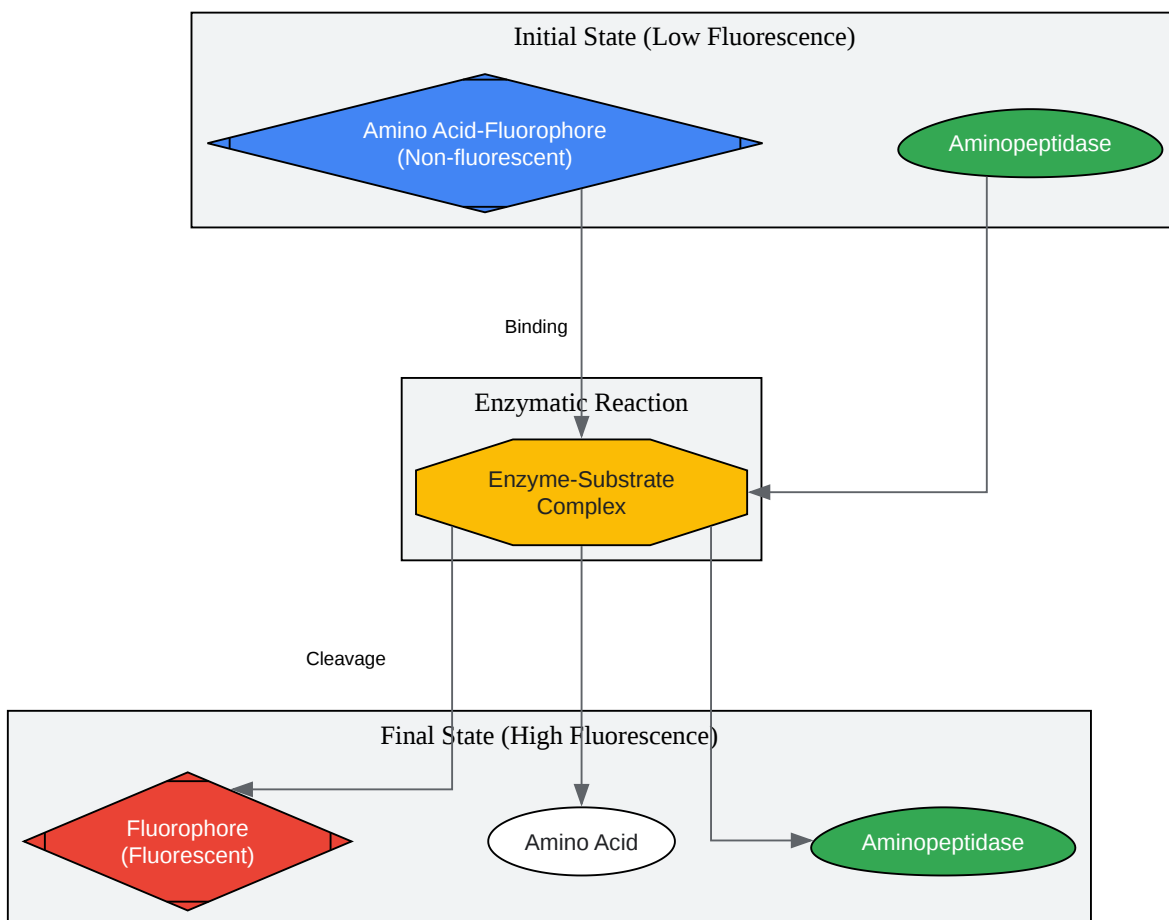 Initial State (Low Fluorescence)
Amino Acid-Fluorophore
(Non-fluorescent)
Aminopeptidase
Binding
Enzymatic Reaction
Enzyme-Substrate
Complex
Cleavage
Final State (High Fluorescence)
Fluorophore
(Fluorescent)
Amino Acid
Aminopeptidase